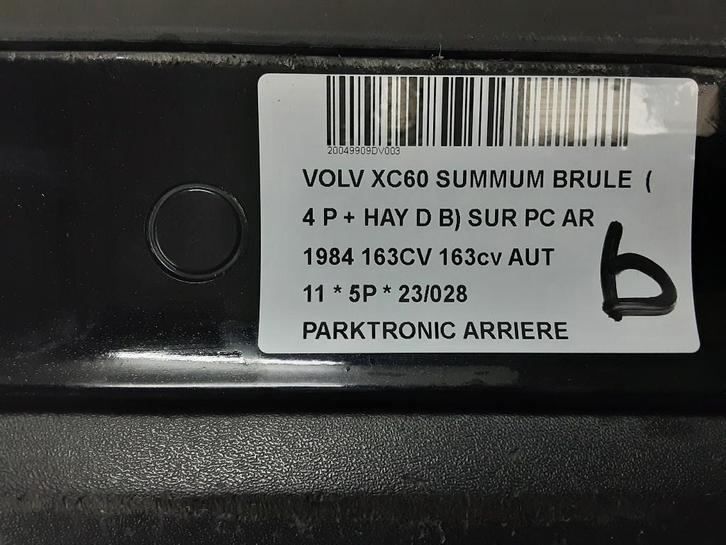 20049909DV003
VOLV XC60 SUMMUM BRULE (
4 P + HAY D B) SUR PC AR
1984 163CV 163cv AUT
11 * 5P * 23/028
PARKTRONIC ARRIERE
b